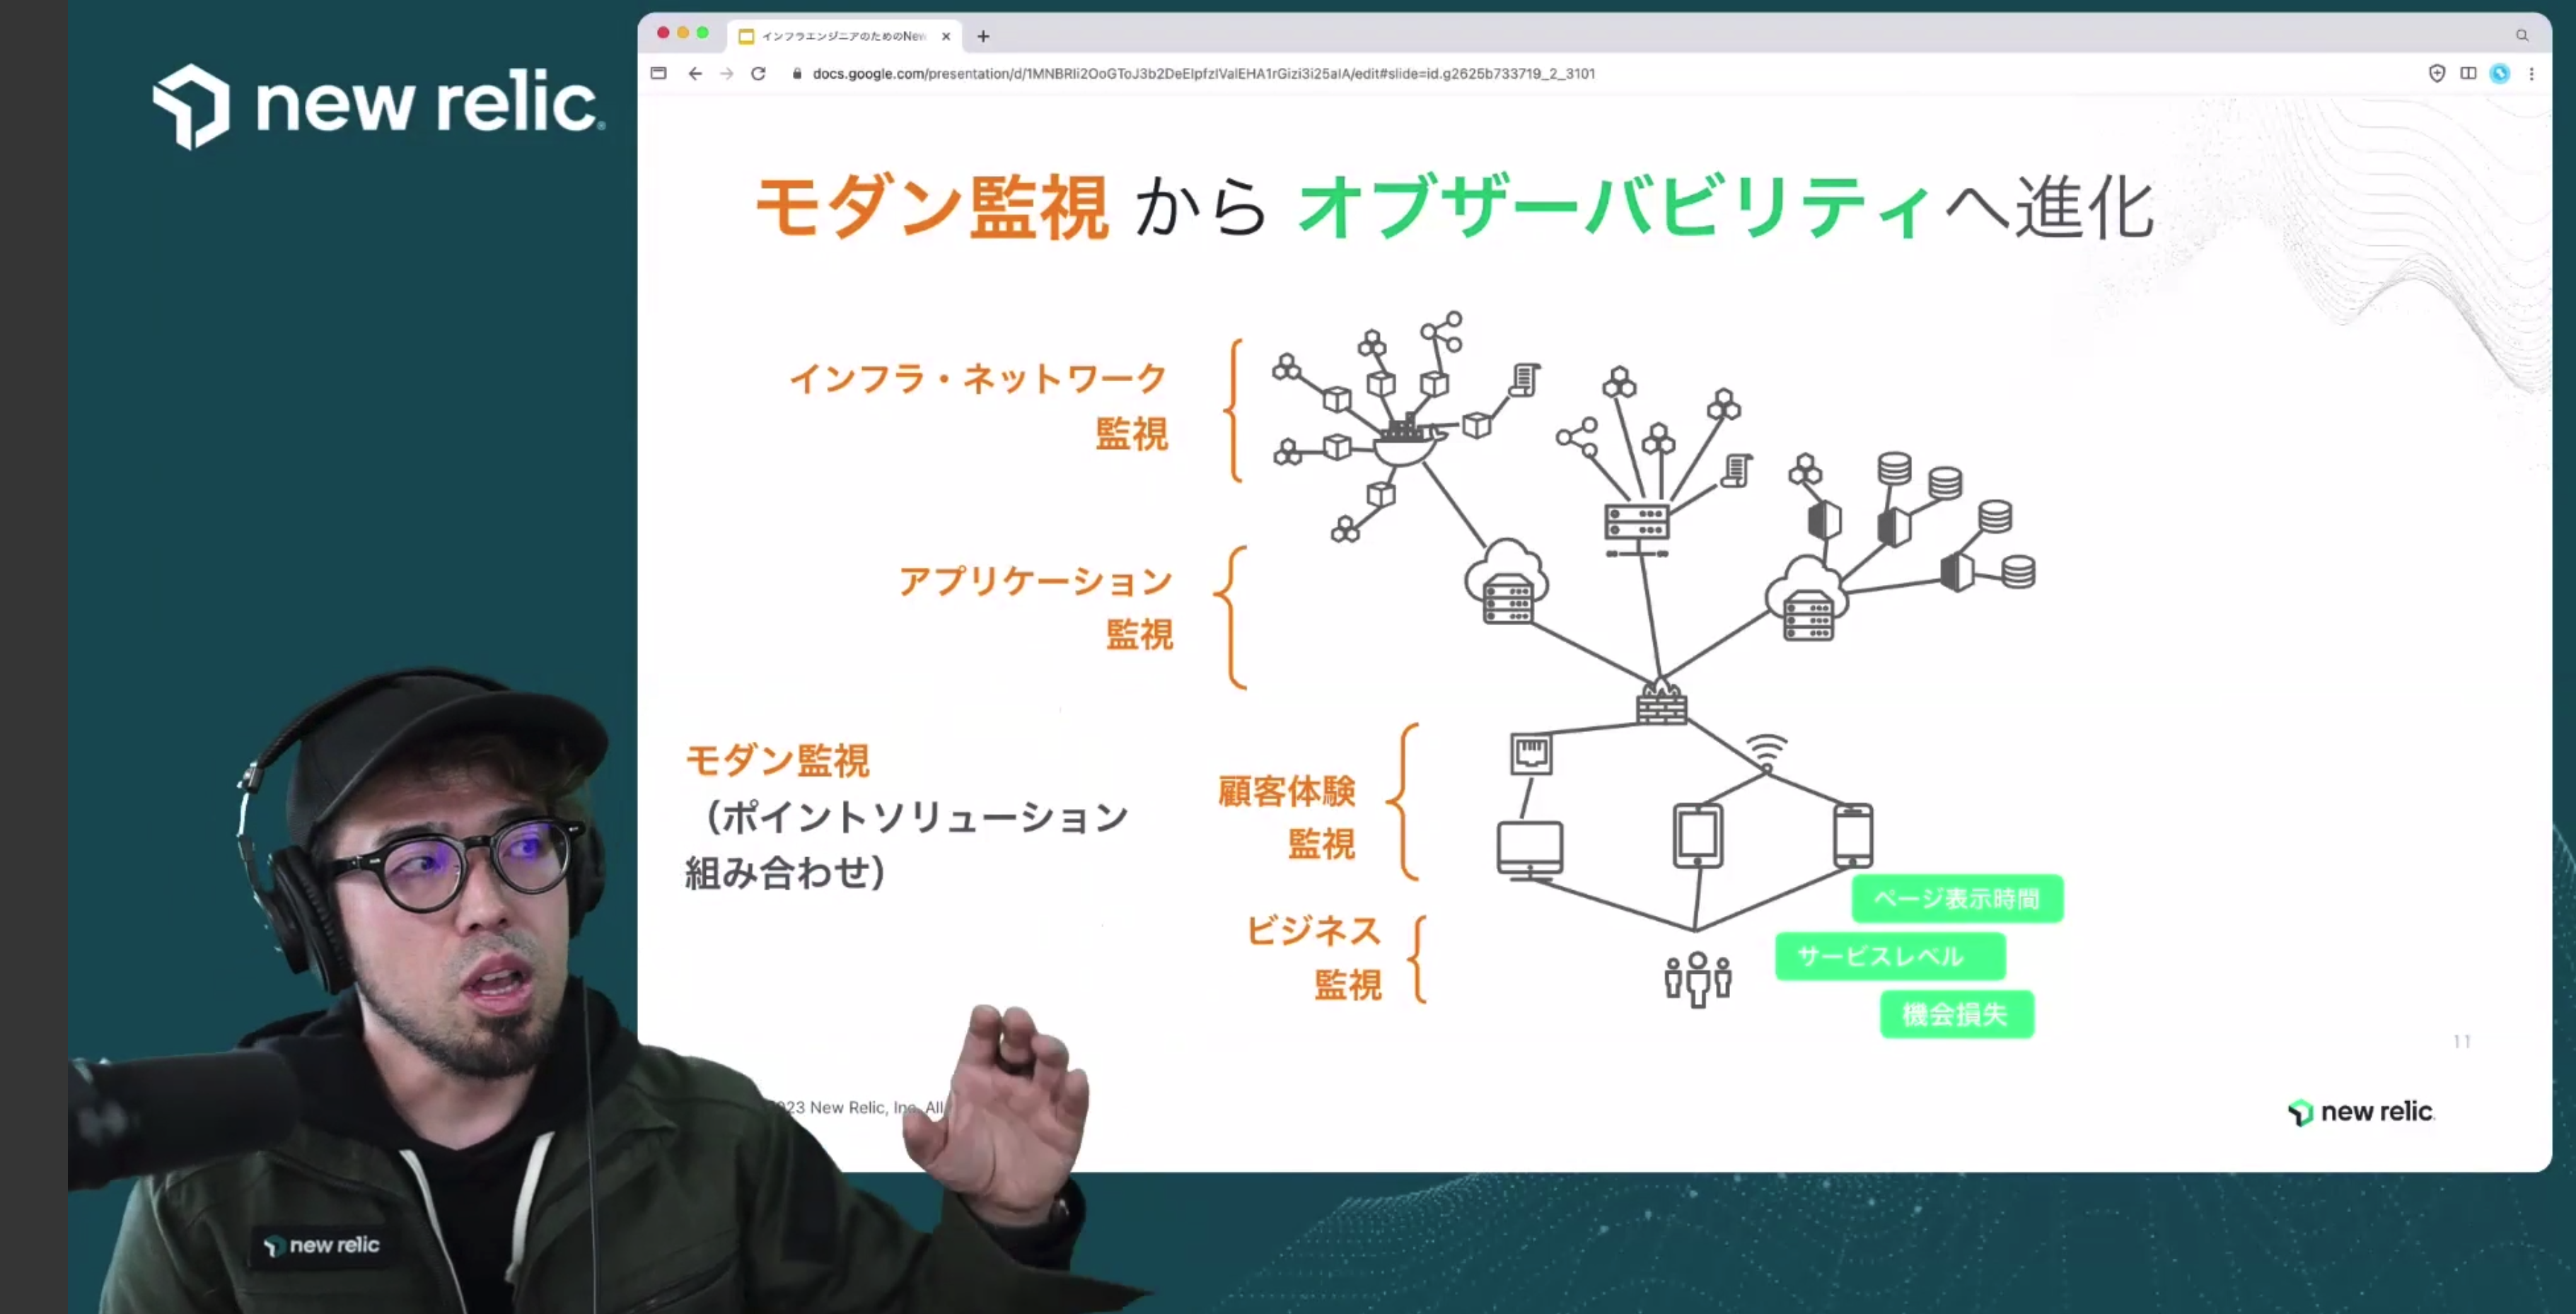 new relic
インフラエンジニアのためのNew
docs.google.com/presentation/d/1MNBRIi2OoGToJ3b2DeEIpfzIVaIEHA1rGizi3i25aIA/edit#slide=id.g2625b733719_2_3101
モダン監視 から オブザーバビリティへ進化
インフラ・ネットワーク
監視
アプリケーション
監視
モダン監視
（ポイントソリューション
組み合わせ）
顧客体験
監視
ビジネス
監視
ページ表示時間
サービスレベル
機会損失
11
23 New Relic, Inc. All
new relic
new relic